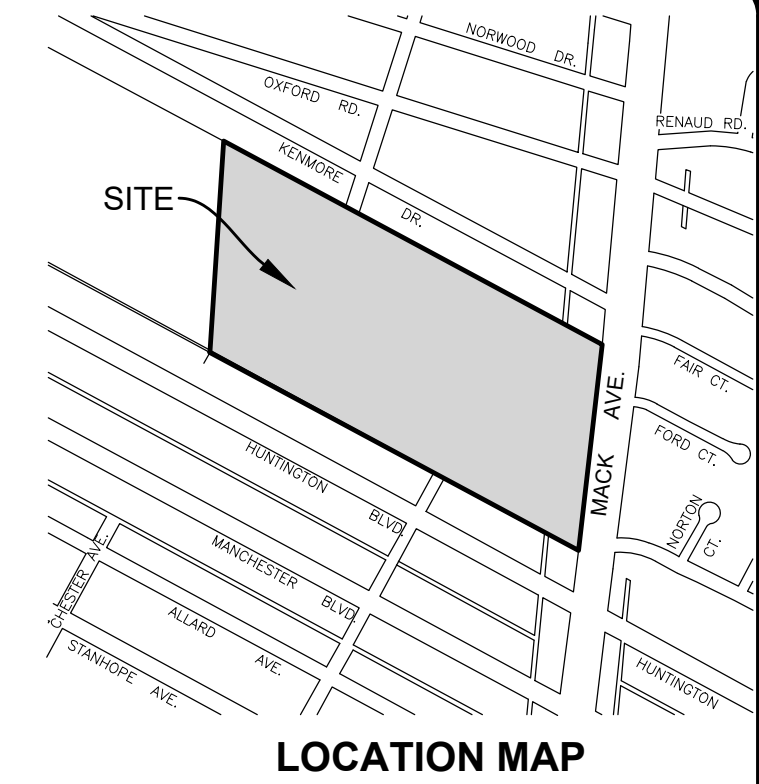 NORWOOD DR.
OXFORD RD.
RENAUD RD.
KENMORE DR.
SITE
FAIR CT.
MACK AVE.
FORD CT.
HUNTINGTON BLVD.
NORTON CT.
MANCHESTER BLVD.
CHESTER AVE.
ALLARD AVE.
STANHOPE AVE.
HUNTINGTON
LOCATION MAP